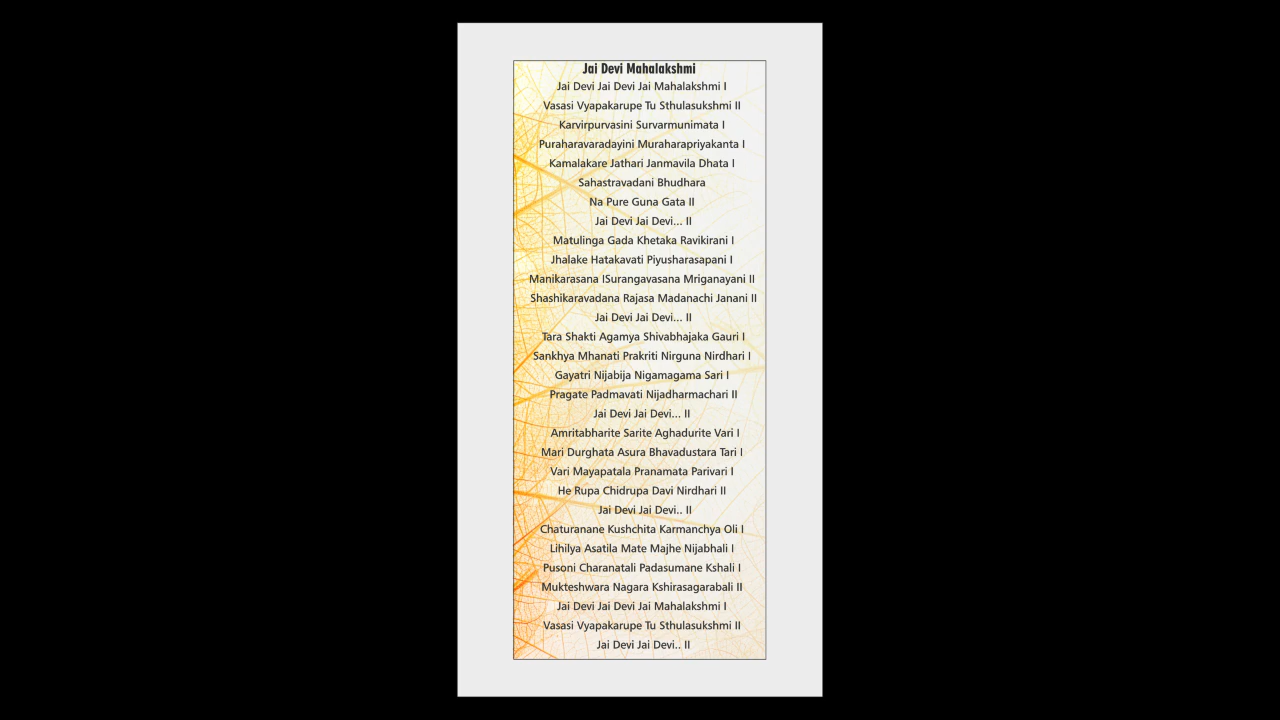 Jai Devi Mahalakshmi
Jai Devi Jai Devi Jai Mahalakshmi I
Vasasi Vyapakarupe Tu Sthulasukshmi II
Karvirpurvasini Survarmunimata I
Puraharavaradayini Muraharapriyakanta I
Kamalakare Jathari Janmavila Dhata I
Sahastravadani Bhudhara
Na Pure Guna Gata II
Jai Devi Jai Devi... II
Matulinga Gada Khetaka Ravikirani I
Jhalake Hatakavati Piyusharasapani I
Manikarasana ISurangavasana Mriganayani II
Shashikaravadana Rajasa Madanachi Janani II
Jai Devi Jai Devi... II
Tara Shakti Agamya Shivabhajaka Gauri I
Sankhya Mhanati Prakriti Nirguna Nirdhari I
Gayatri Nijabija Nigamagama Sari I
Pragate Padmavati Nijadharmachari II
Jai Devi Jai Devi... II
Amritabharite Sarite Aghadurite Vari I
Mari Durghata Asura Bhavadustara Tari I
Vari Mayapatala Pranamata Parivari I
He Rupa Chidrupa Davi Nirdhari II
Jai Devi Jai Devi.. II
Chaturanane Kushchita Karmanchya Oli I
Lihilya Asatila Mate Majhe Nijabhali I
Pusoni Charanatali Padasumane Kshali I
Mukteshwara Nagara Kshirasagarabali II
Jai Devi Jai Devi Jai Mahalakshmi I
Vasasi Vyapakarupe Tu Sthulasukshmi II
Jai Devi Jai Devi.. II